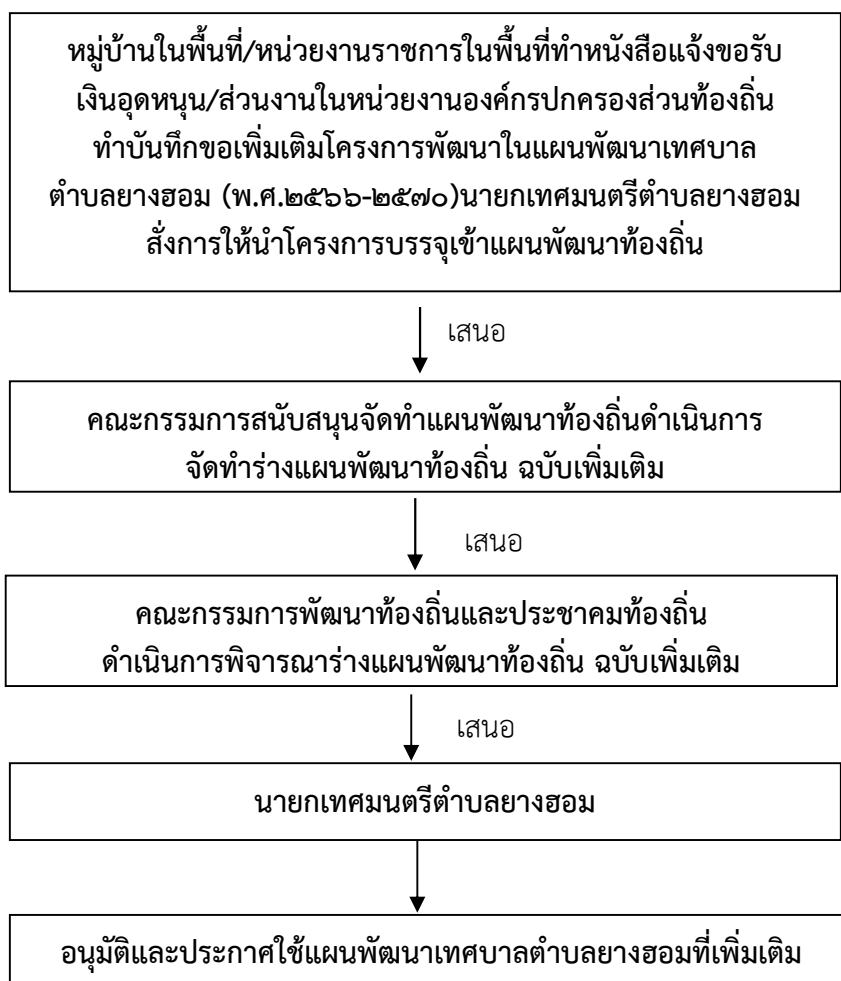 หมู่บ้านในพื้นที่/หน่วยงานราชการในพื้นที่ทำหนังสือแจ้งขอรับ
เงินอุดหนุน/ส่วนงานในหน่วยงานองค์กรปกครองส่วนท้องถิ่น
ทำบันทึกขอเพิ่มเติมโครงการพัฒนาในแผนพัฒนาเทศบาล
ตำบลยางฮอม (พ.ศ.๒๕๖๖-๒๕๗๐)นายกเทศมนตรีตำบลยางฮอม
สั่งการให้นำโครงการบรรจุเข้าแผนพัฒนาท้องถิ่น
เสนอ
คณะกรรมการสนับสนุนจัดทำแผนพัฒนาท้องถิ่นดำเนินการ
จัดทำร่างแผนพัฒนาท้องถิ่น ฉบับเพิ่มเติม
เสนอ
คณะกรรมการพัฒนาท้องถิ่นและประชาคมท้องถิ่น
ดำเนินการพิจารณาร่างแผนพัฒนาท้องถิ่น ฉบับเพิ่มเติม
เสนอ
นายกเทศมนตรีตำบลยางฮอม
อนุมัติและประกาศใช้แผนพัฒนาเทศบาลตำบลยางฮอมที่เพิ่มเติม